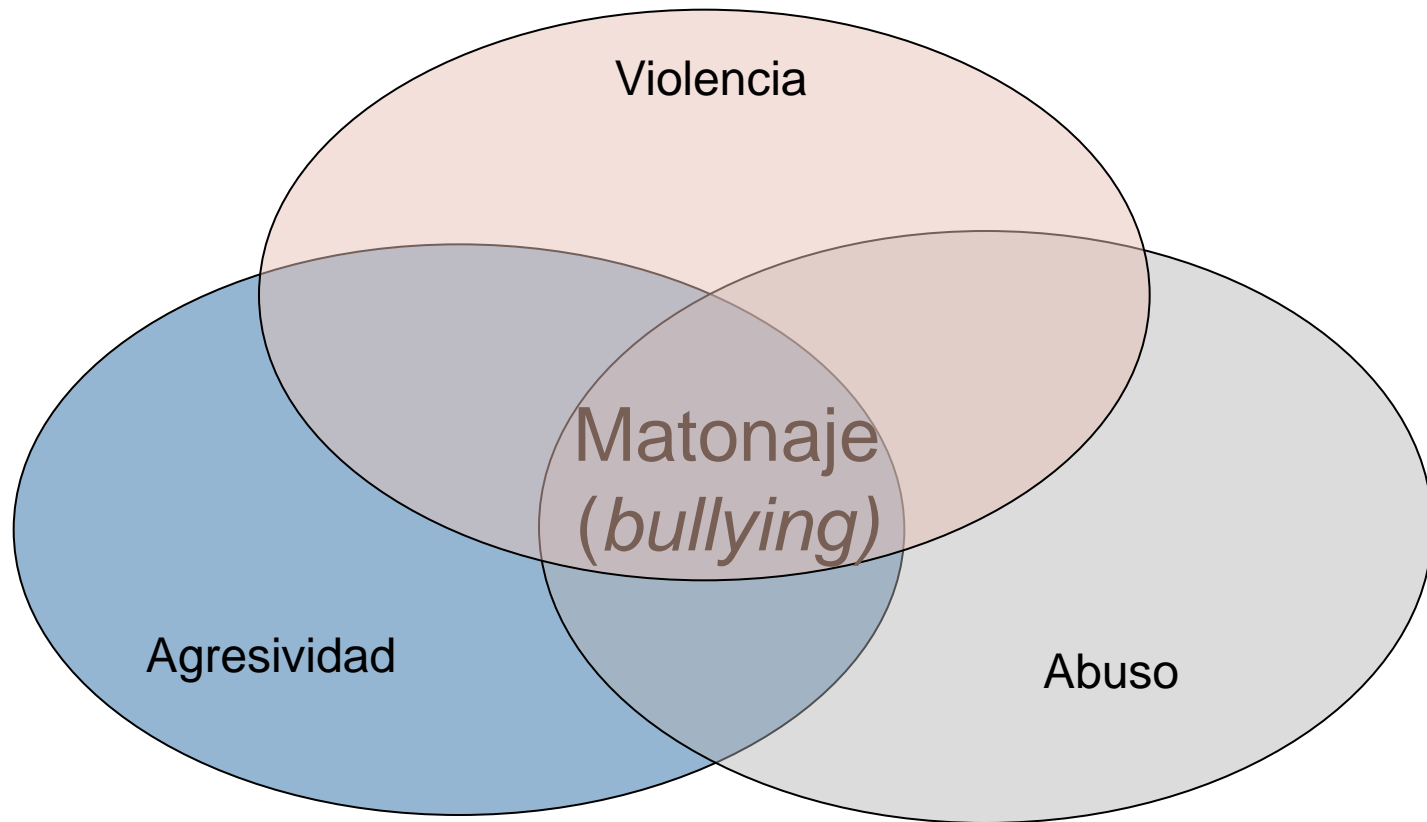 Violencia
Matonaje
(bullying)
Agresividad
Abuso